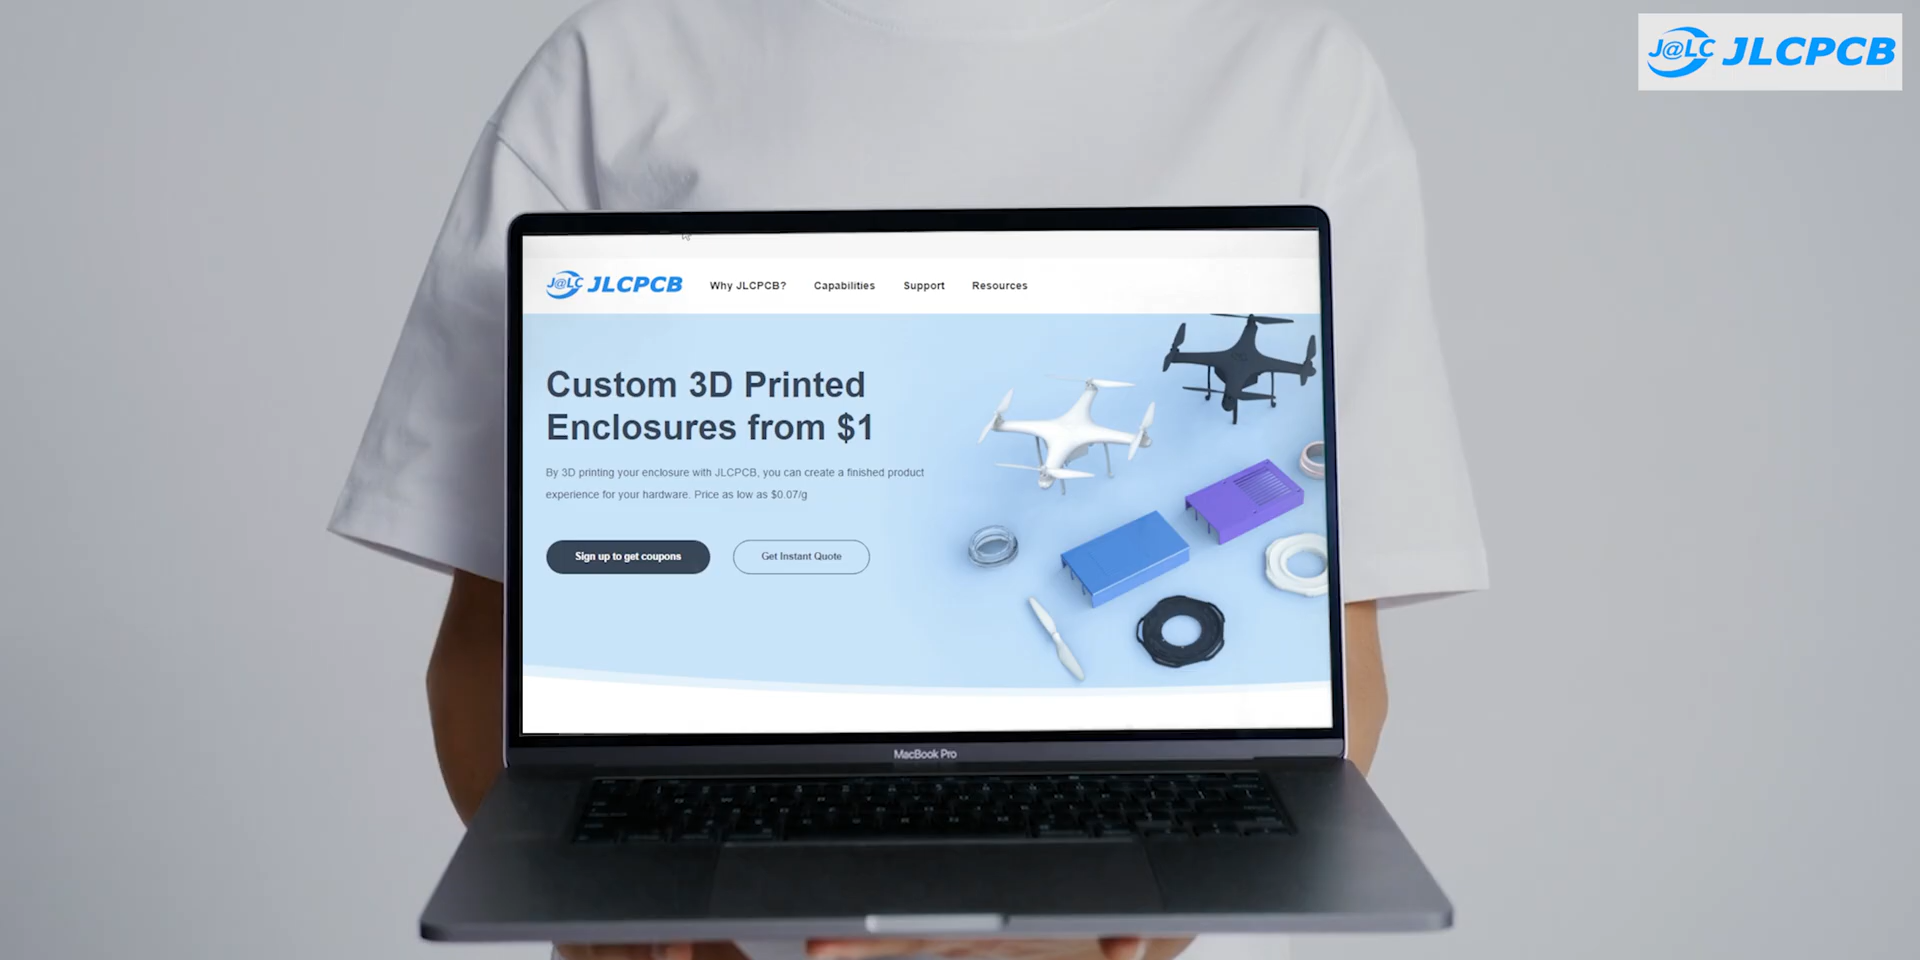 J@LC JLCPCB
J@LC JLCPCB Why JLCPCB? Capabilities Support Resources
Custom 3D Printed
Enclosures from $1
By 3D printing your enclosure with JLCPCB, you can create a finished product
experience for your hardware. Price as low as $0.07/g
Sign up to get coupons Get Instant Quote
MacBook Pro